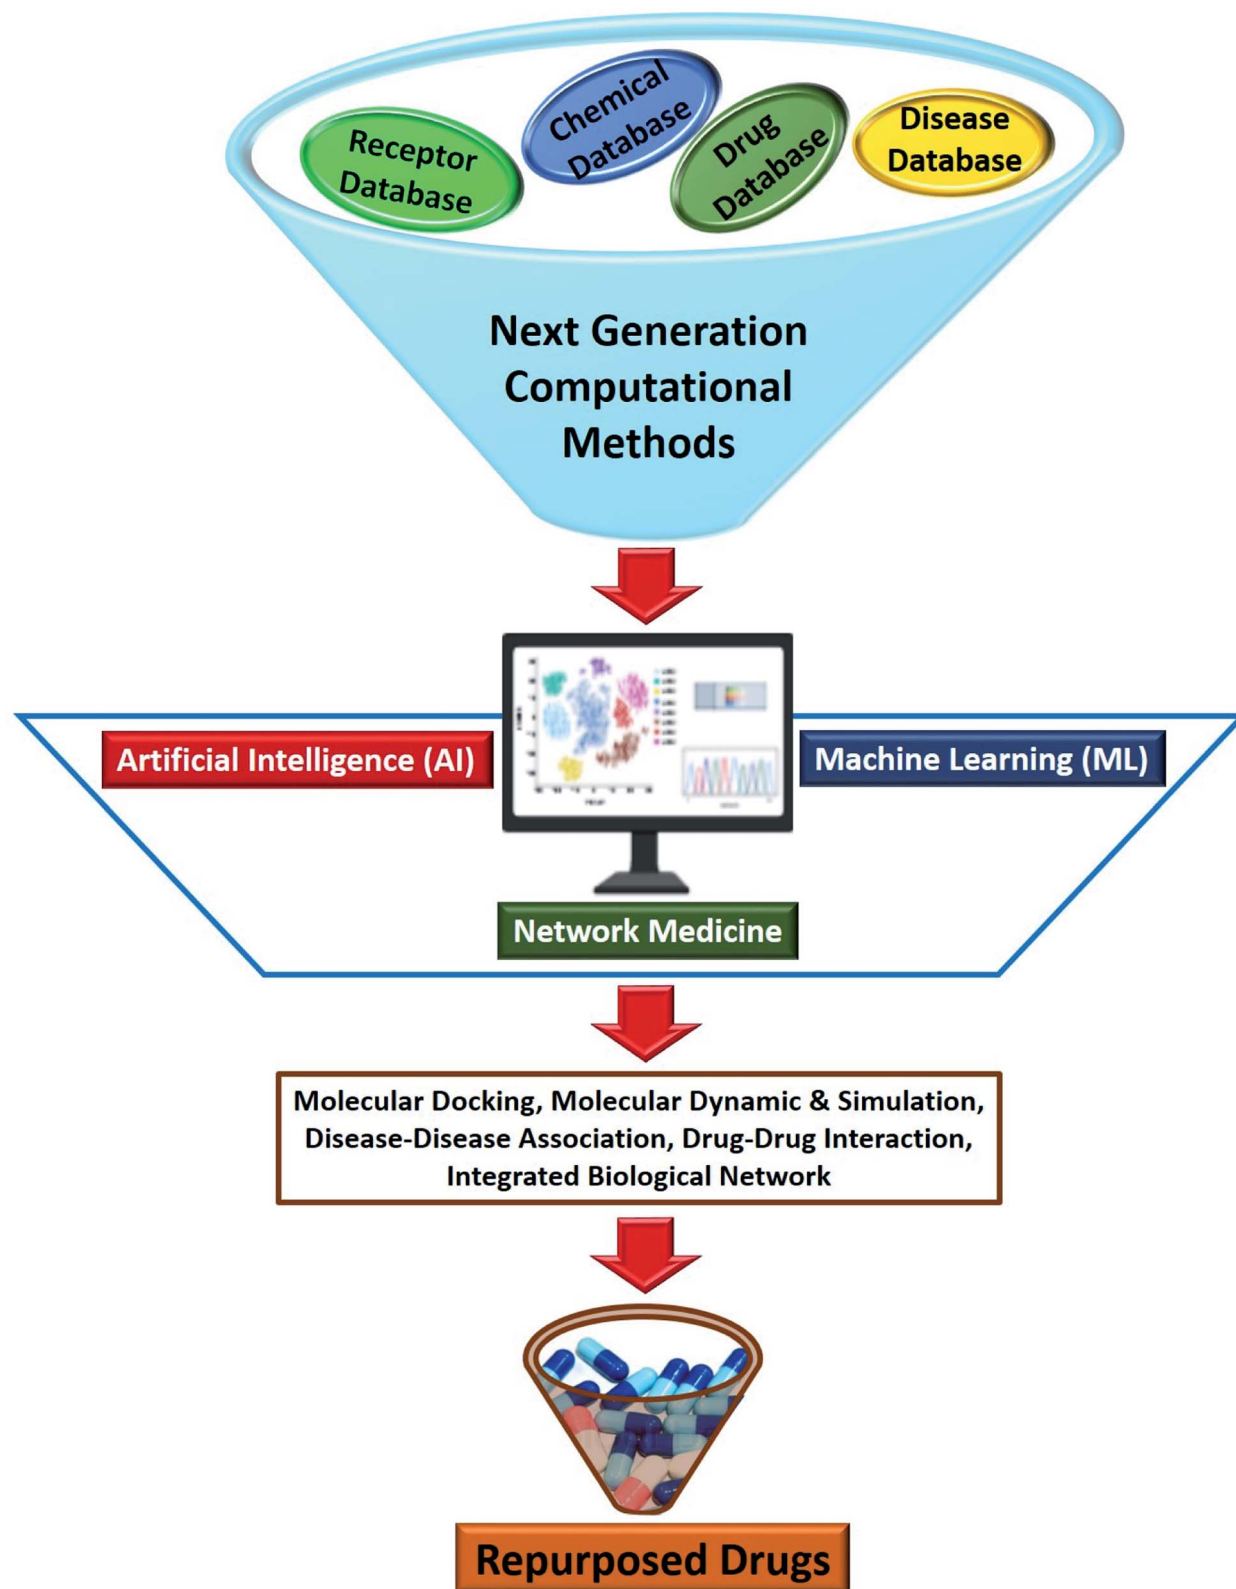 Receptor
Database
Chemical
Database
Drug
Database
Disease
Database
Next Generation
Computational
Methods
Artificial Intelligence (AI)
Machine Learning (ML)
Network Medicine
Molecular Docking, Molecular Dynamic & Simulation,
Disease-Disease Association, Drug-Drug Interaction,
Integrated Biological Network
Repurposed Drugs